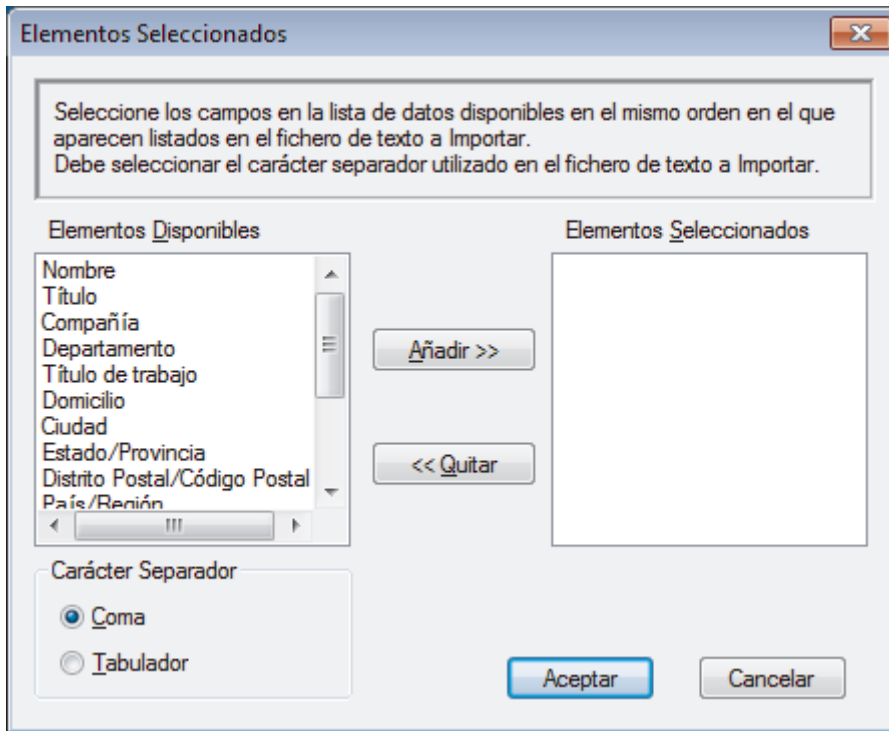 Elementos Seleccionados
Seleccione los campos en la lista de datos disponibles en el mismo orden en el que
aparecen listados en el fichero de texto a Importar.
Debe seleccionar el carácter separador utilizado en el fichero de texto a Importar.
Elementos Disponibles
Elementos Seleccionados
Nombre
Título
Compañía
Departamento
Título de trabajo
Domicilio
Ciudad
Estado/Provincia
Distrito Postal/Código Postal
País/Región
Añadir >>
<< Quitar
Carácter Separador
Coma
Tabulador
Aceptar
Cancelar